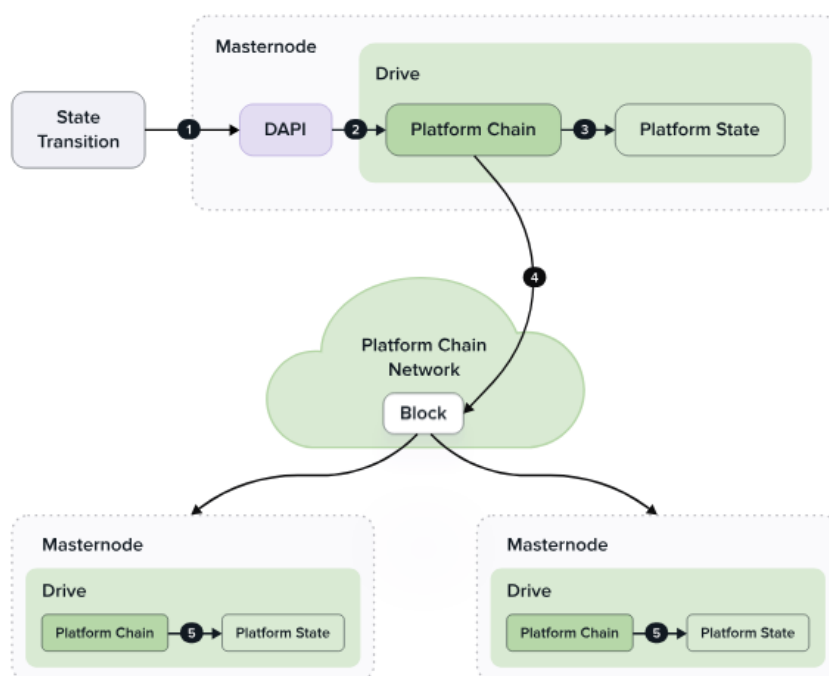 Masternode
Drive
State
Transition
1
DAPI
2
Platform Chain
3
Platform State
4
Platform Chain
Network
Block
Masternode
Drive
Platform Chain
5
Platform State
Masternode
Drive
Platform Chain
5
Platform State